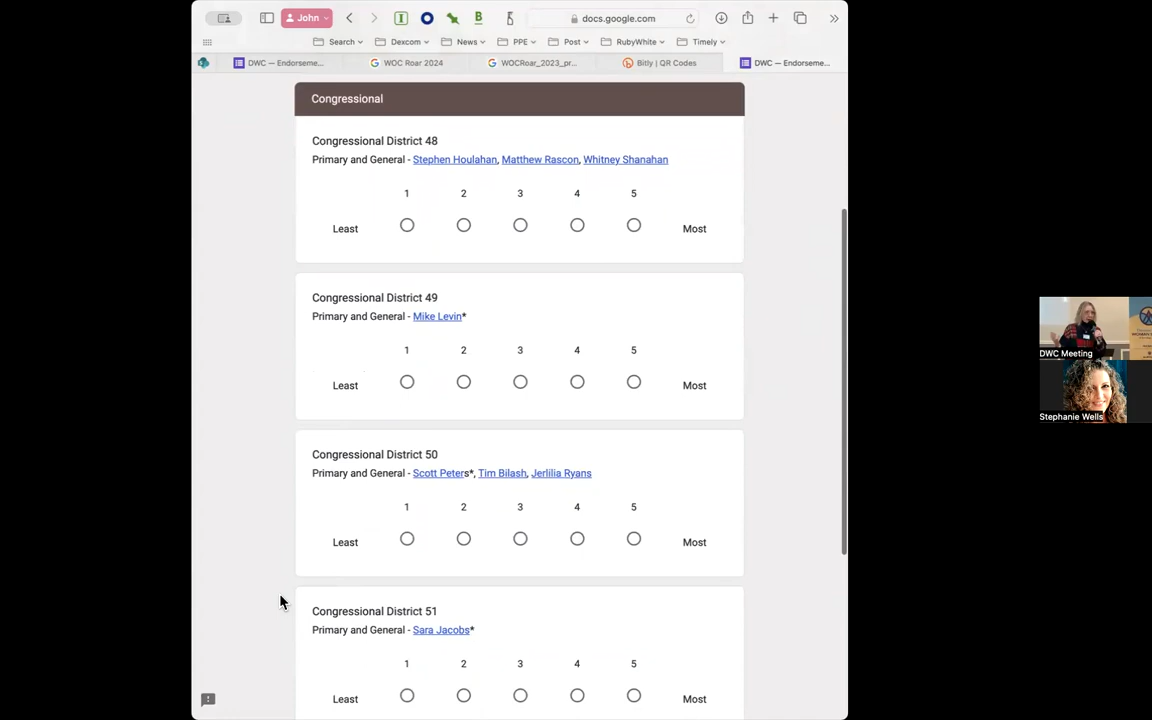 John
docs.google.com
Search
Dexcom
News
PPE
Post
RubyWhite
Timely
DWC — Endorseme...
WOC Roar 2024
WOCRoar_2023_pr...
Bitly | QR Codes
DWC — Endorseme...
Congressional
Congressional District 48
Primary and General - Stephen Houlahan, Matthew Rascon, Whitney Shanahan
1 2 3 4 5
Least Most
Congressional District 49
Primary and General - Mike Levin*
1 2 3 4 5
Least Most
Congressional District 50
Primary and General - Scott Peters*, Tim Bilash, Jerlilia Ryans
1 2 3 4 5
Least Most
Congressional District 51
Primary and General - Sara Jacobs*
1 2 3 4 5
Least Most
DWC Meeting
Stephanie Wells